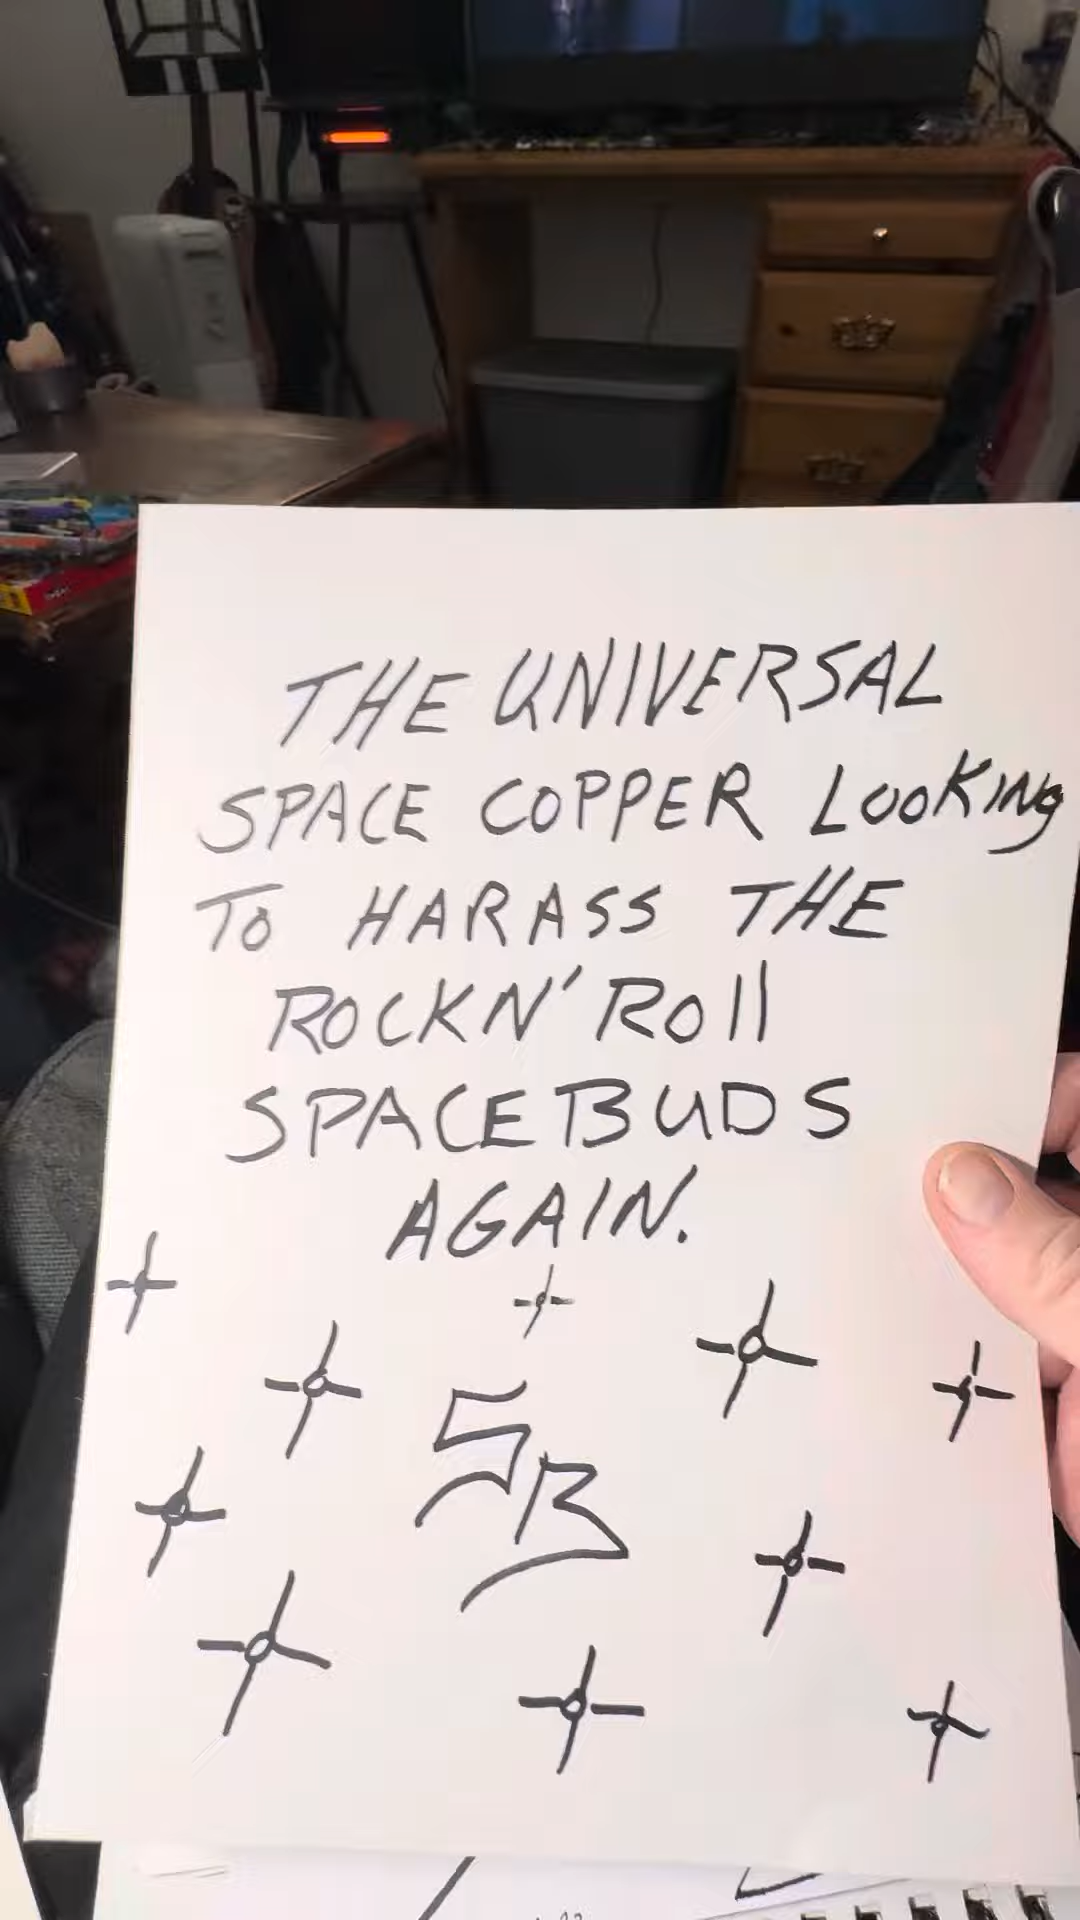 THE UNIVERSAL
SPACE COPPER LOOKING
TO HARASS THE
ROCKN' ROll
SPACEBUDS
AGAIN.
SB